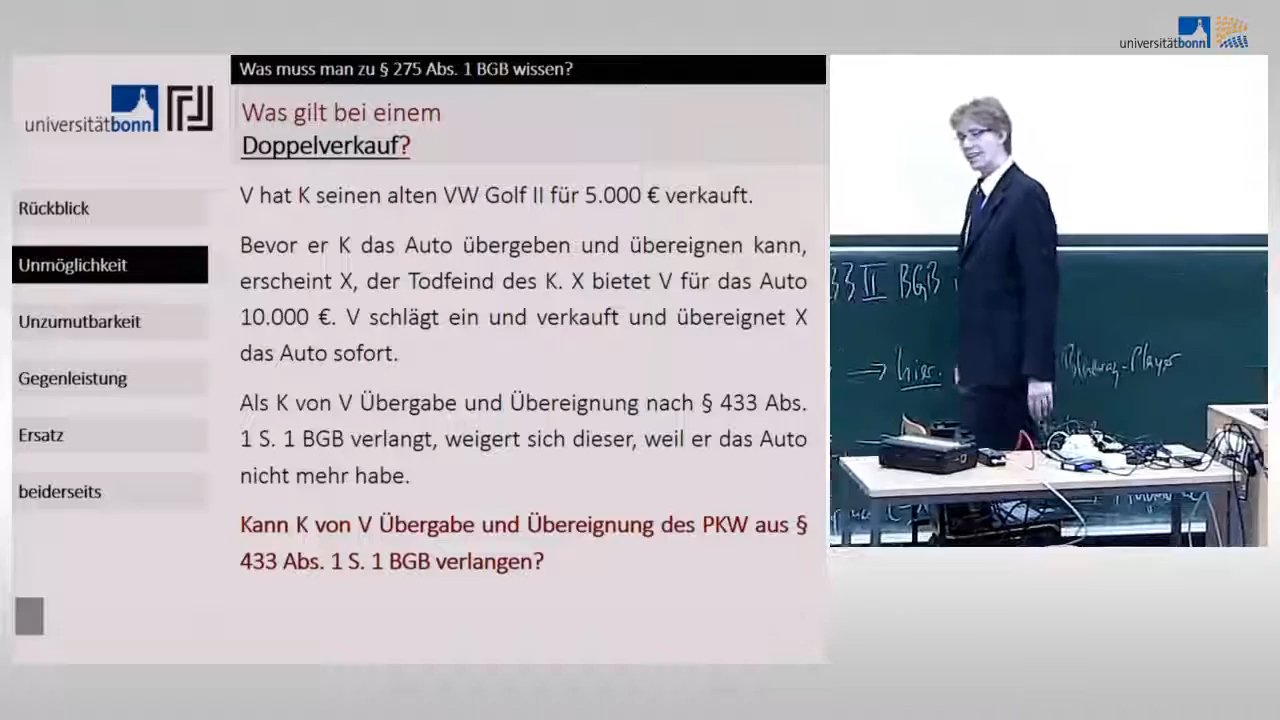 universitätbonn
Was muss man zu § 275 Abs. 1 BGB wissen?
universitätbonn
Was gilt bei einem
Doppelverkauf?
Rückblick
Unmöglichkeit
Unzumutbarkeit
Gegenleistung
Ersatz
beiderseits
V hat K seinen alten VW Golf II für 5.000 € verkauft.
Bevor er K das Auto übergeben und übereignen kann,
erscheint X, der Todfeind des K. X bietet V für das Auto
10.000 €. V schlägt ein und verkauft und übereignet X
das Auto sofort.
Als K von V Übergabe und Übereignung nach § 433 Abs.
1 S. 1 BGB verlangt, weigert sich dieser, weil er das Auto
nicht mehr habe.
Kann K von V Übergabe und Übereignung des PKW aus §
433 Abs. 1 S. 1 BGB verlangen?
II BGB
→ hier.
Player